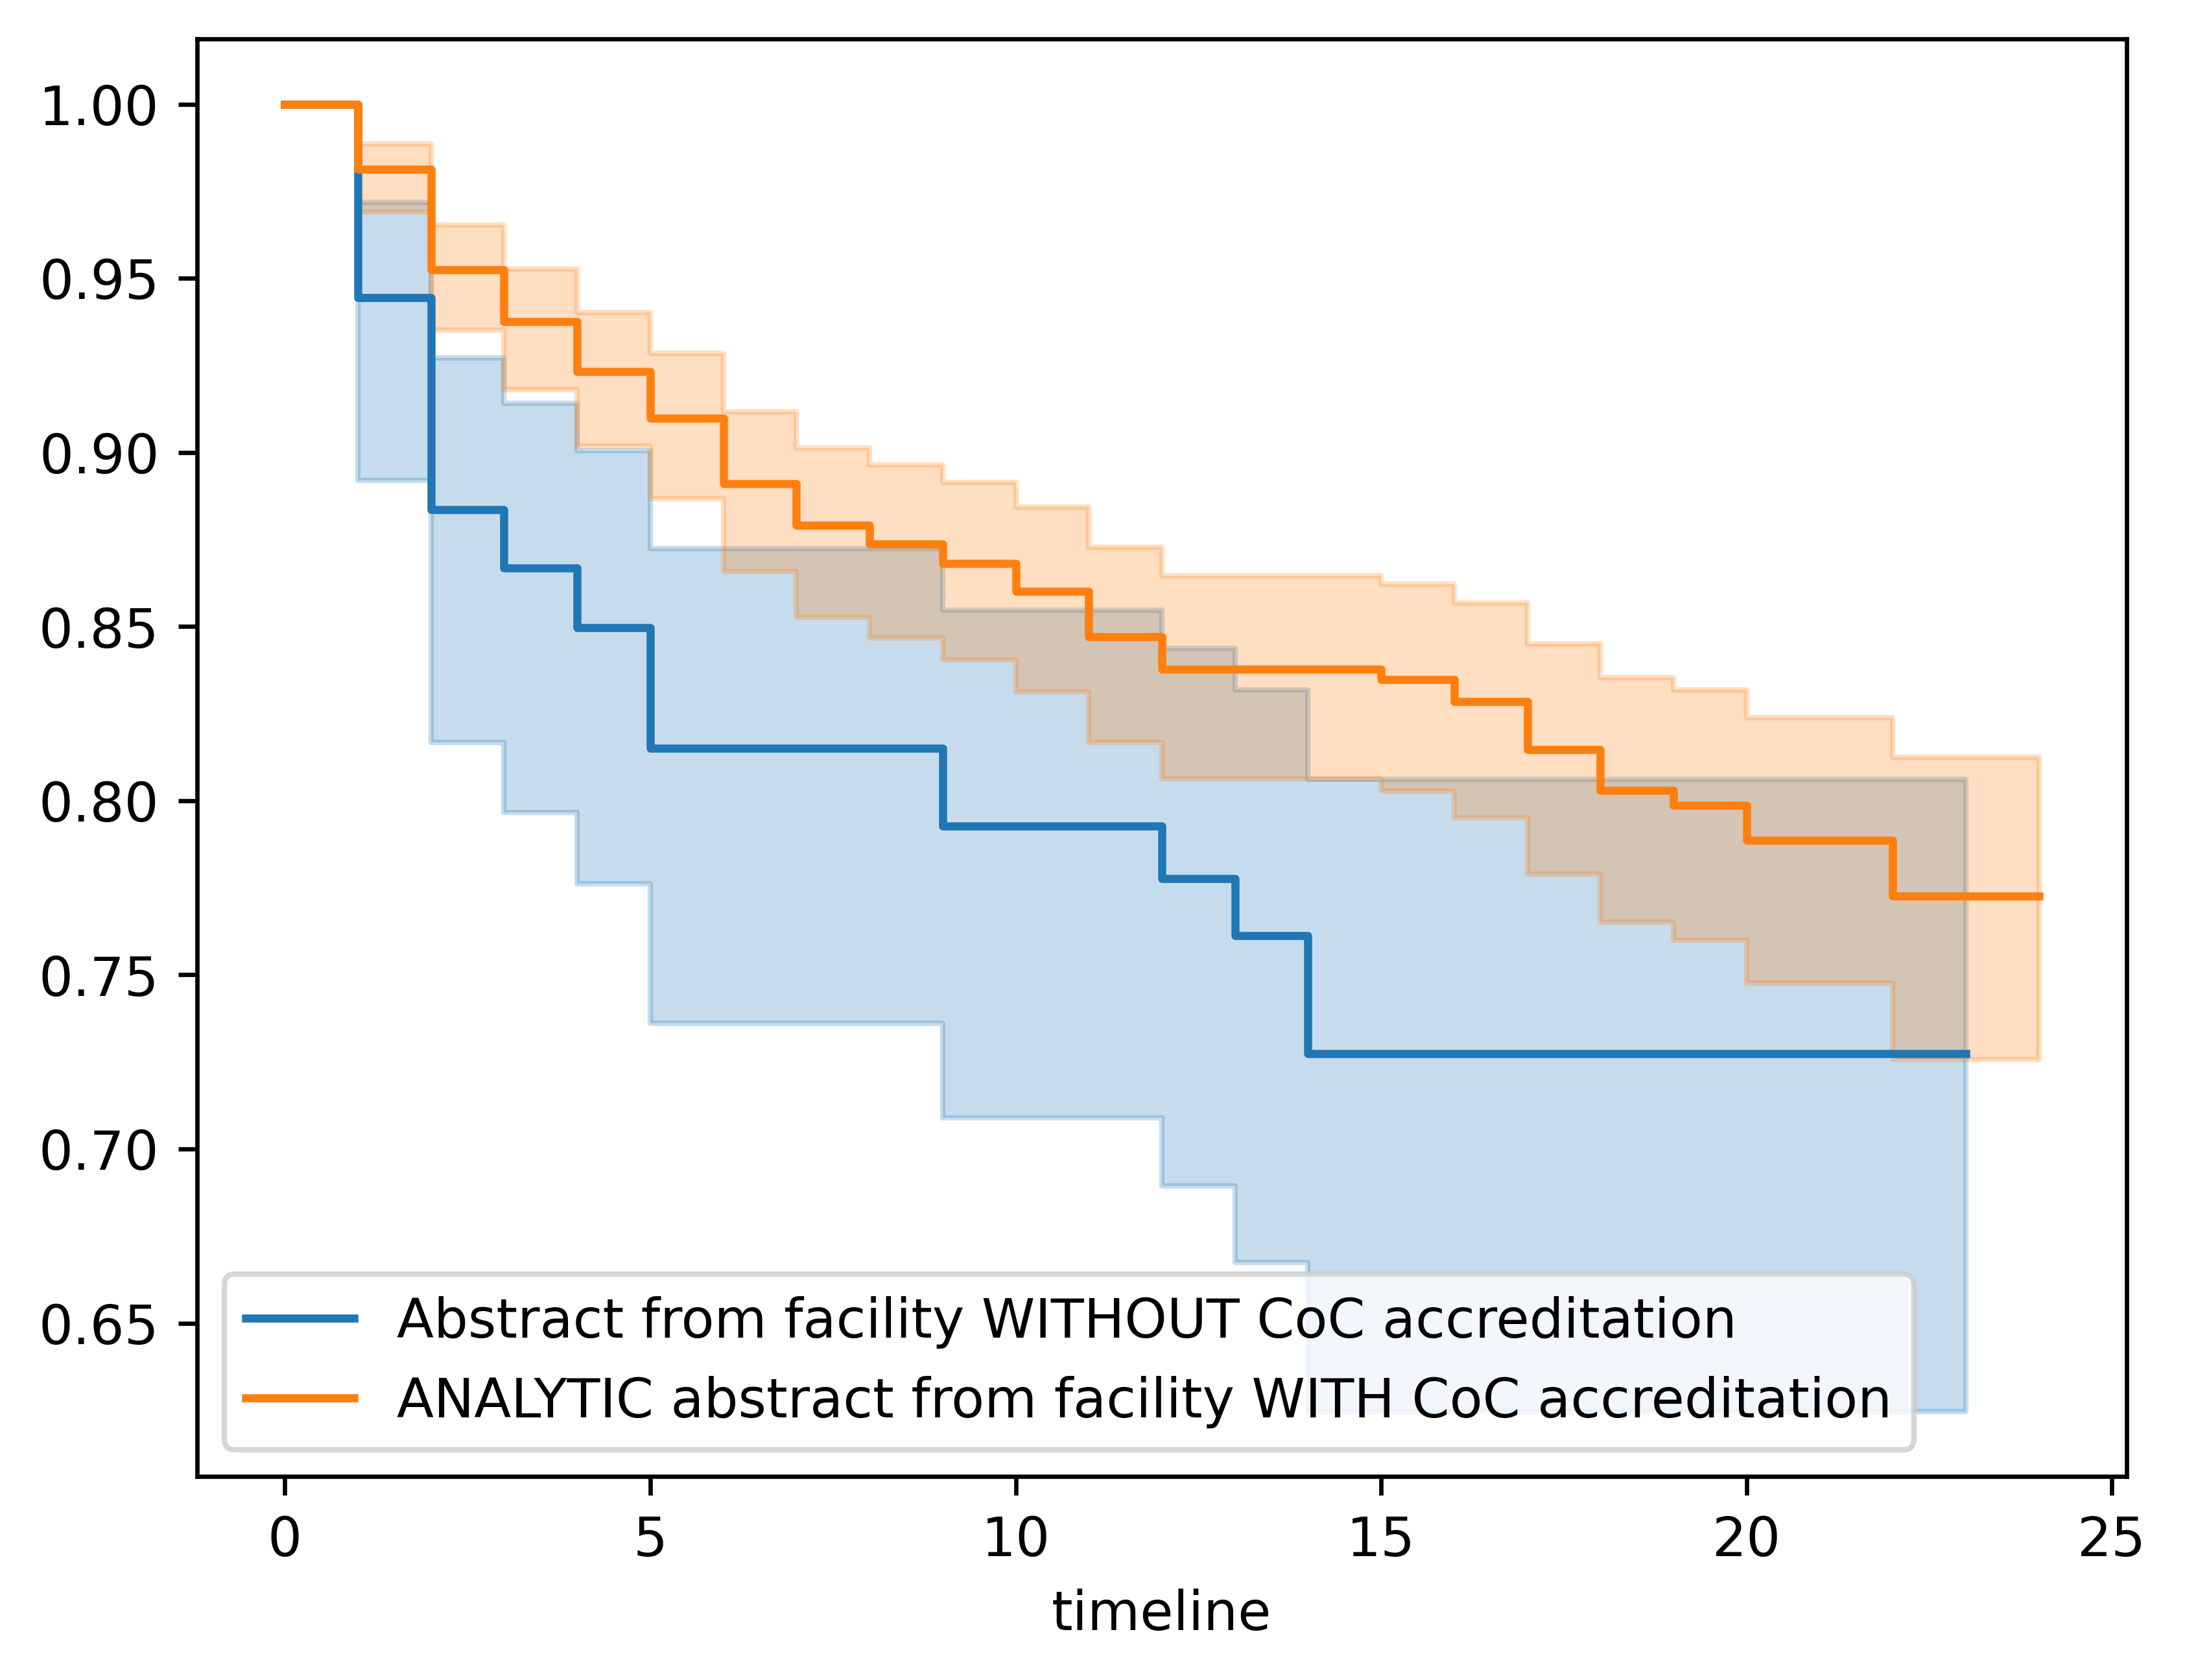 1.00
0.95
0.90
0.85
0.80
0.75
0.70
0.65
Abstract from facility WITHOUT CoC accreditation
ANALYTIC abstract from facility WITH CoC accreditation
0 5 10 15 20 25
timeline